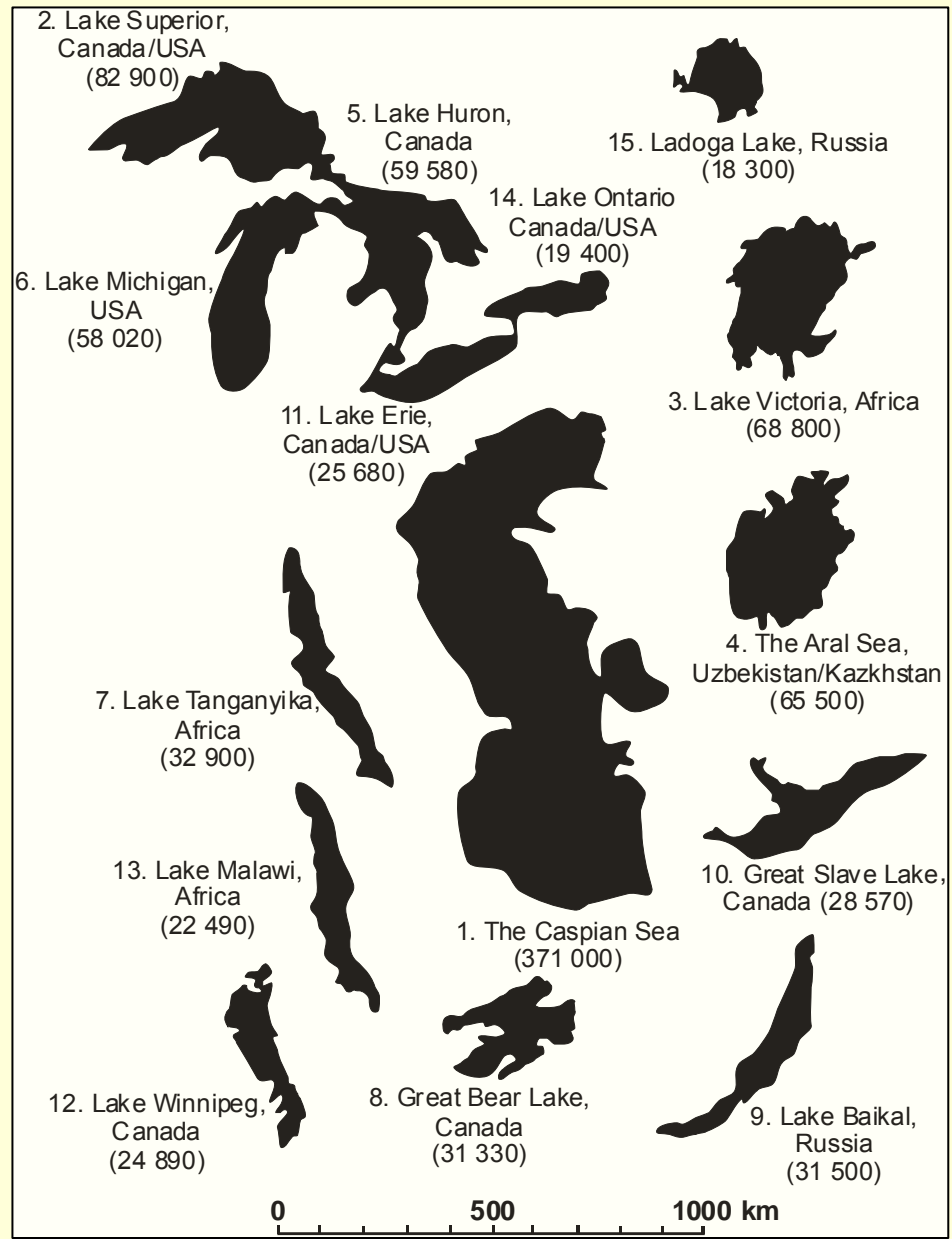 2. Lake Superior,
Canada/USA
(82 900)
5. Lake Huron,
Canada
(59 580)
15. Ladoga Lake, Russia
(18 300)
14. Lake Ontario
Canada/USA
(19 400)
6. Lake Michigan,
USA
(58 020)
3. Lake Victoria, Africa
(68 800)
11. Lake Erie,
Canada/USA
(25 680)
4. The Aral Sea,
Uzbekistan/Kazkhstan
(65 500)
7. Lake Tanganyika,
Africa
(32 900)
13. Lake Malawi,
Africa
(22 490)
10. Great Slave Lake,
Canada (28 570)
1. The Caspian Sea
(371 000)
12. Lake Winnipeg,
Canada
(24 890)
8. Great Bear Lake,
Canada
(31 330)
9. Lake Baikal,
Russia
(31 500)
0 500 1000 km